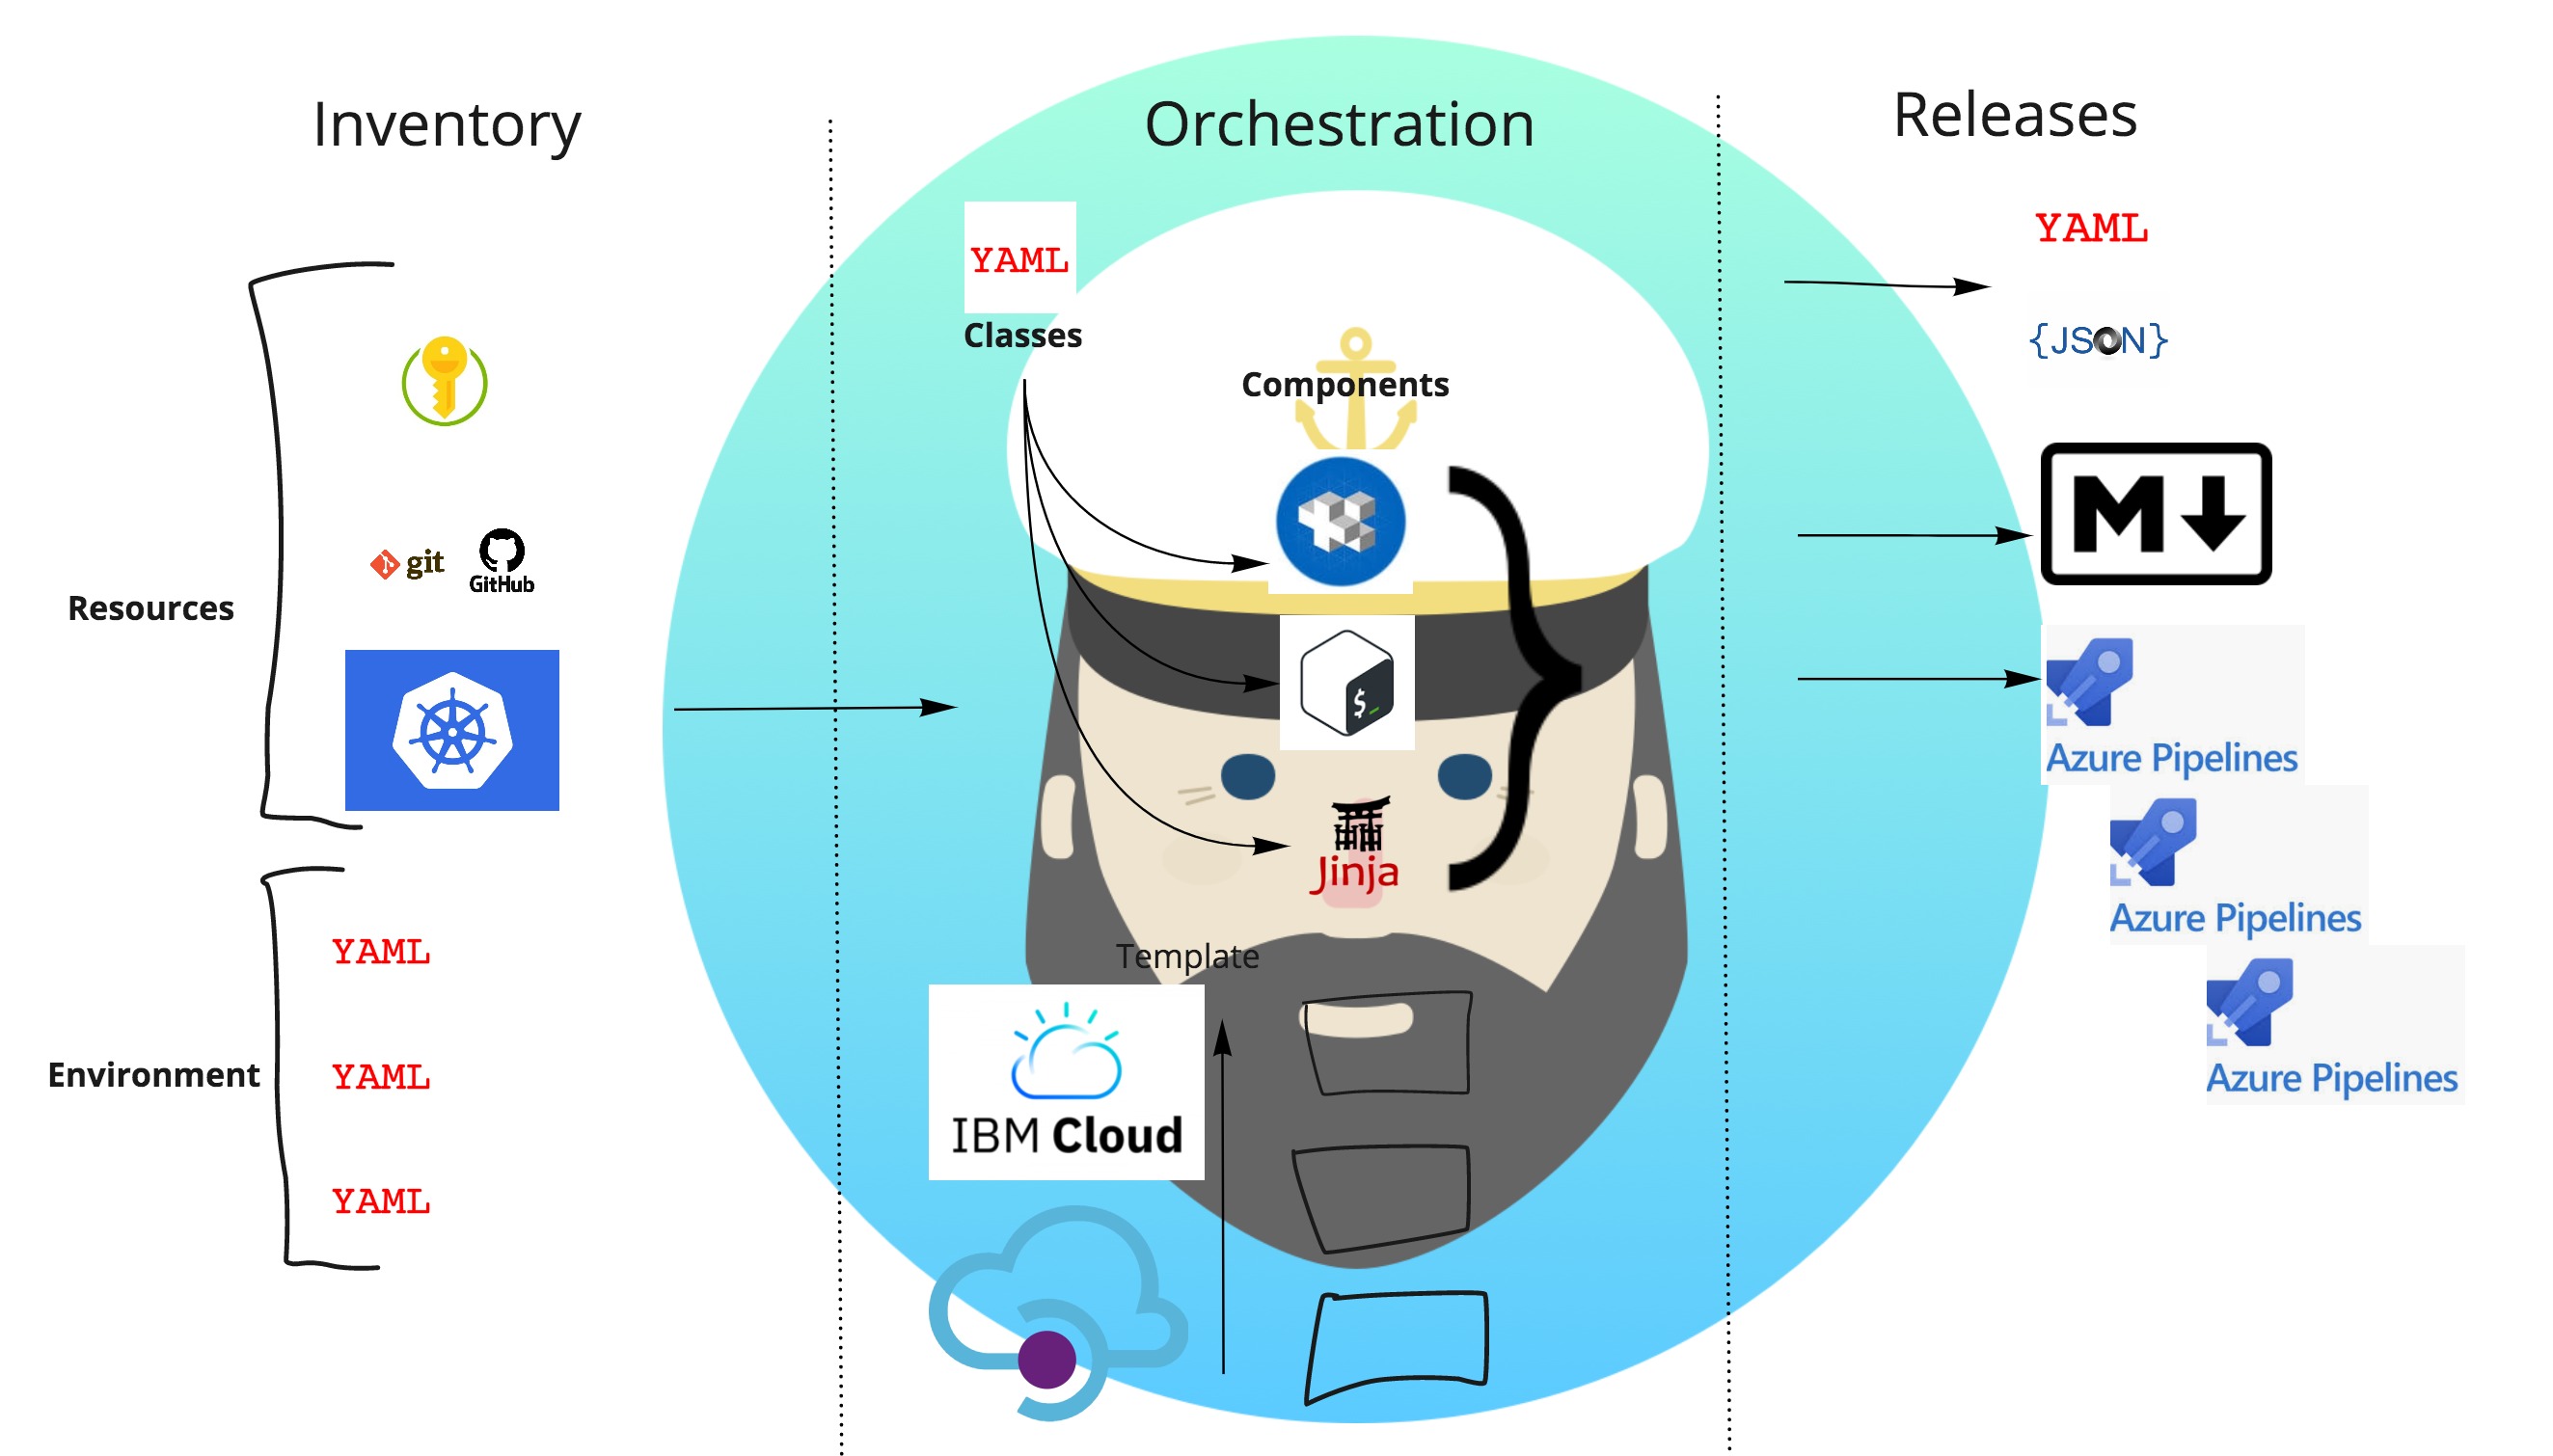 Inventory
Orchestration
Releases
YAML
Classes
Components
YAML
{JSON}
git
GitHub
Resources
M
$_
Azure Pipelines
Jinja
Azure Pipelines
Template
YAML
Environment
YAML
YAML
IBM Cloud
Azure Pipelines